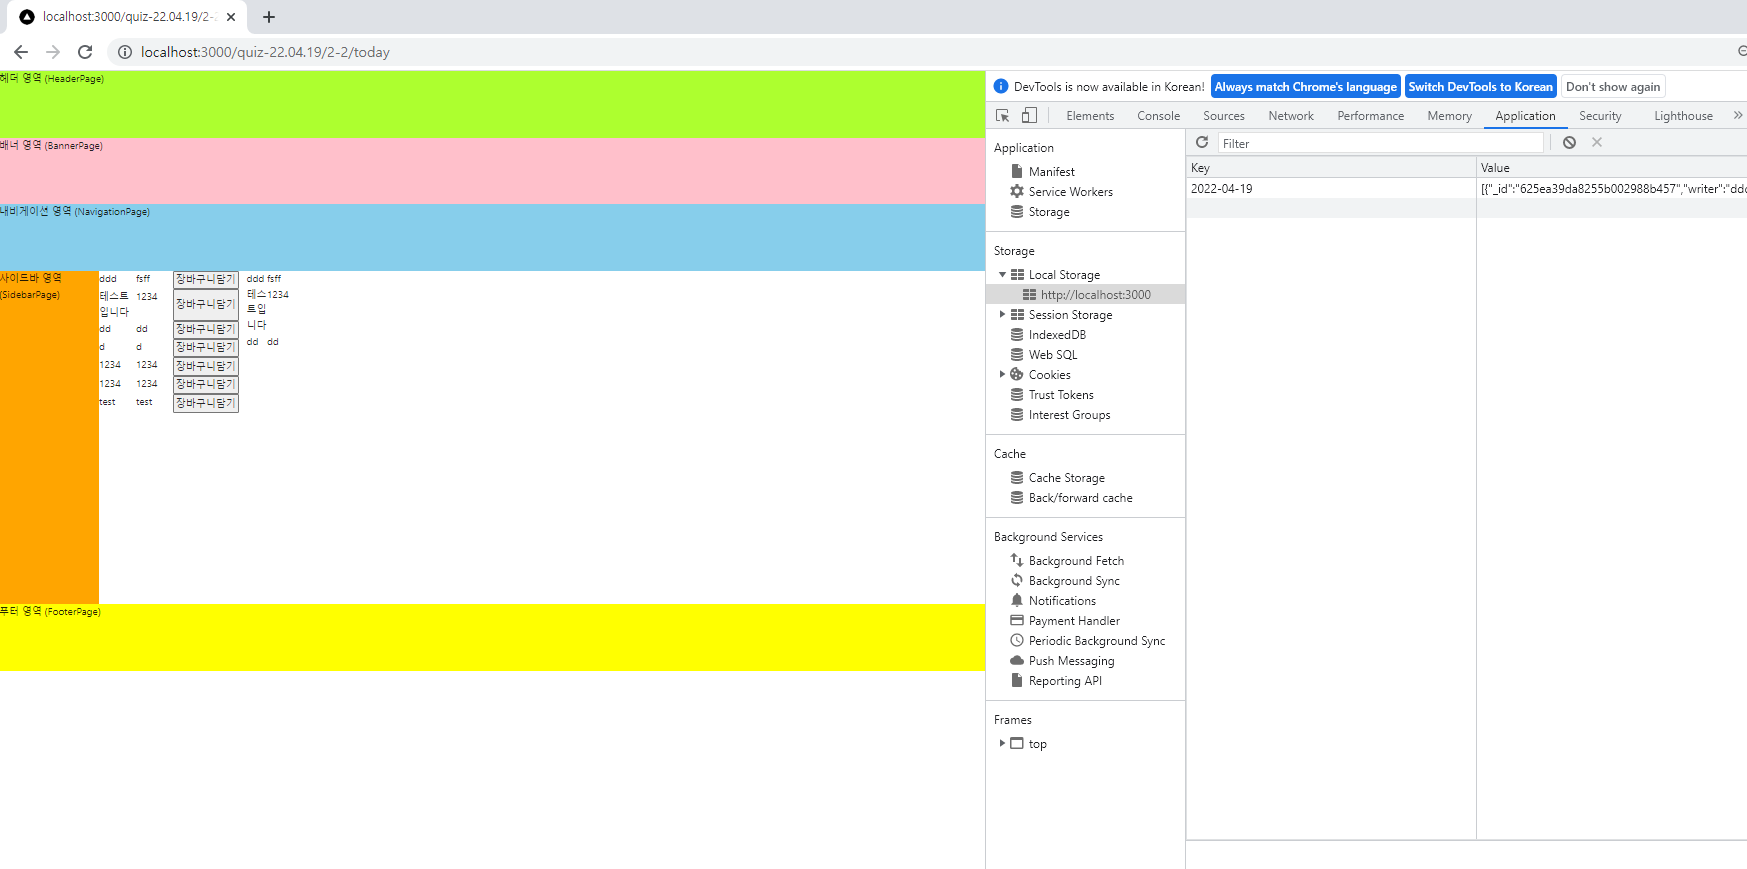 localhost:3000/quiz-22.04.19/2-2
localhost:3000/quiz-22.04.19/2-2/today
헤더 영역 (HeaderPage)
배너 영역 (BannerPage)
내비게이션 영역 (NavigationPage)
사이드바 영역
(SidebarPage)
ddd fsff 장바구니담기
테스트
입니다 1234 장바구니담기
dd dd 장바구니담기
d d 장바구니담기
1234 1234 장바구니담기
1234 1234 장바구니담기
test test 장바구니담기
ddd fsff
테스
트입
니다 1234
dd dd
푸터 영역 (FooterPage)
DevTools is now available in Korean! Always match Chrome's language Switch DevTools to Korean Don't show again
Elements Console Sources Network Performance Memory Application Security Lighthouse »
Application
Manifest
Service Workers
Storage
Storage
Local Storage
http://localhost:3000
Session Storage
IndexedDB
Web SQL
Cookies
Trust Tokens
Interest Groups
Cache
Cache Storage
Back/forward cache
Background Services
Background Fetch
Background Sync
Notifications
Payment Handler
Periodic Background Sync
Push Messaging
Reporting API
Frames
top
Filter
Key Value
2022-04-19 [{"_id":"625ea39da8255b002988b457","writer":"ddd